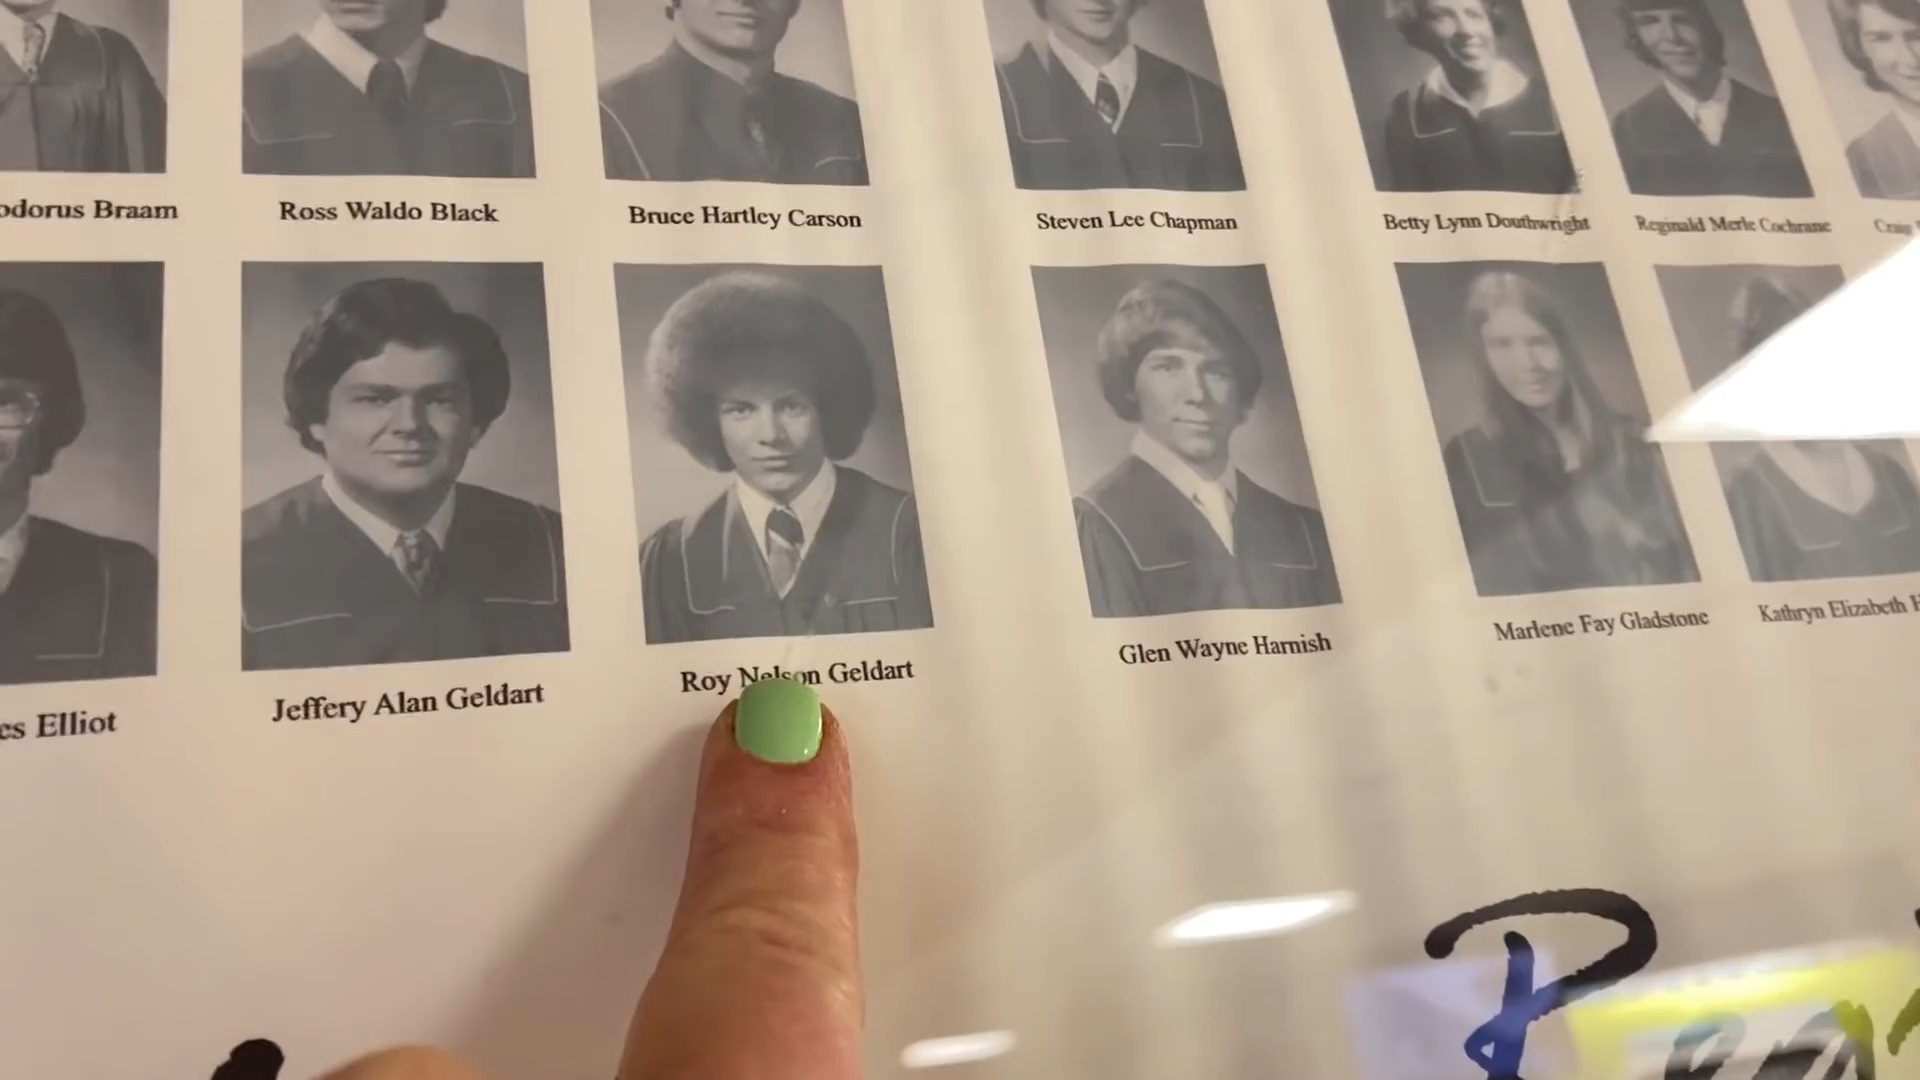 odorus Braam
Ross Waldo Black
Bruce Hartley Carson
Steven Lee Chapman
Betty Lynn Douthwright
Reginald Merle Cochrane
Craig
es Elliot
Jeffery Alan Geldart
Roy Nelson Geldart
Glen Wayne Harnish
Marlene Fay Gladstone
Kathryn Elizabeth H